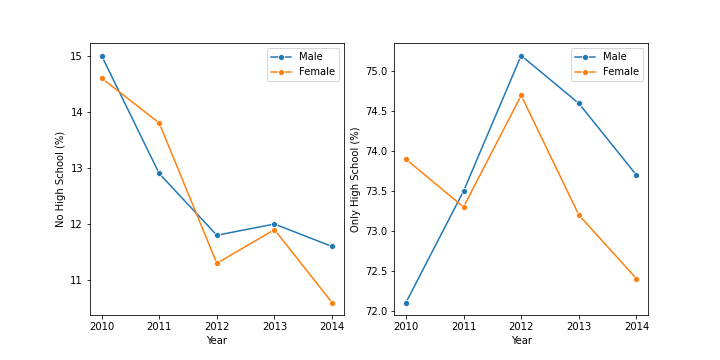 No High School (%)
15
14
13
12
11
Male
Female
2010 2011 2012 2013 2014
Year
Only High School (%)
75.0
74.5
74.0
73.5
73.0
72.5
72.0
Male
Female
2010 2011 2012 2013 2014
Year